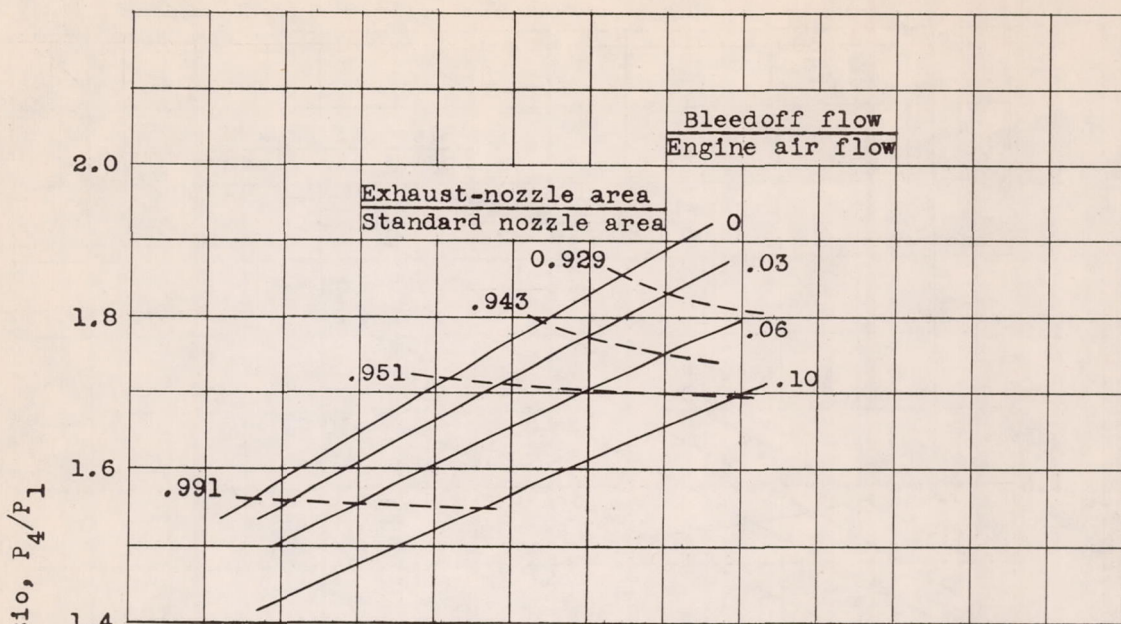 Bleedoff flow
Engine air flow
2.0
Exhaust-nozzle area
Standard nozzle area
0
0.929
.03
.943
1.8
.06
.951
.10
1.6
.991
P4/P1
1.4